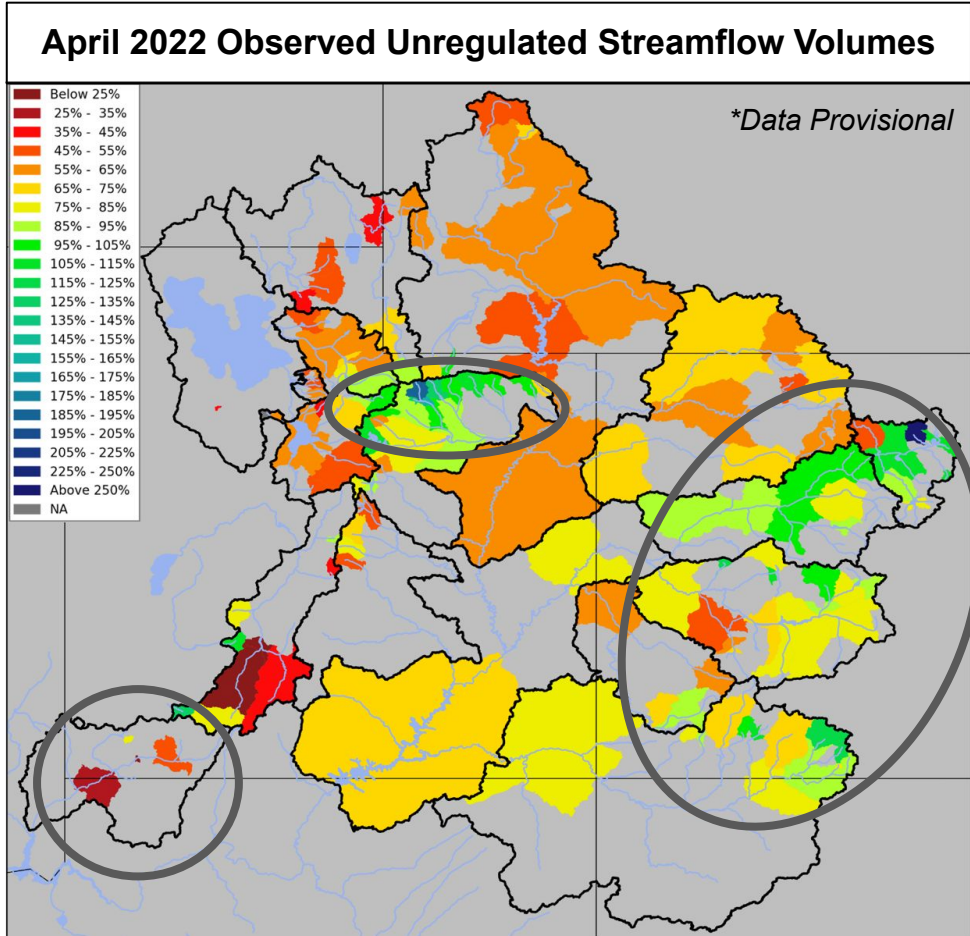 April 2022 Observed Unregulated Streamflow Volumes
*Data Provisional
Below 25%
25% - 35%
35% - 45%
45% - 55%
55% - 65%
65% - 75%
75% - 85%
85% - 95%
95% - 105%
105% - 115%
115% - 125%
125% - 135%
135% - 145%
145% - 155%
155% - 165%
165% - 175%
175% - 185%
185% - 195%
195% - 205%
205% - 225%
225% - 250%
Above 250%
NA